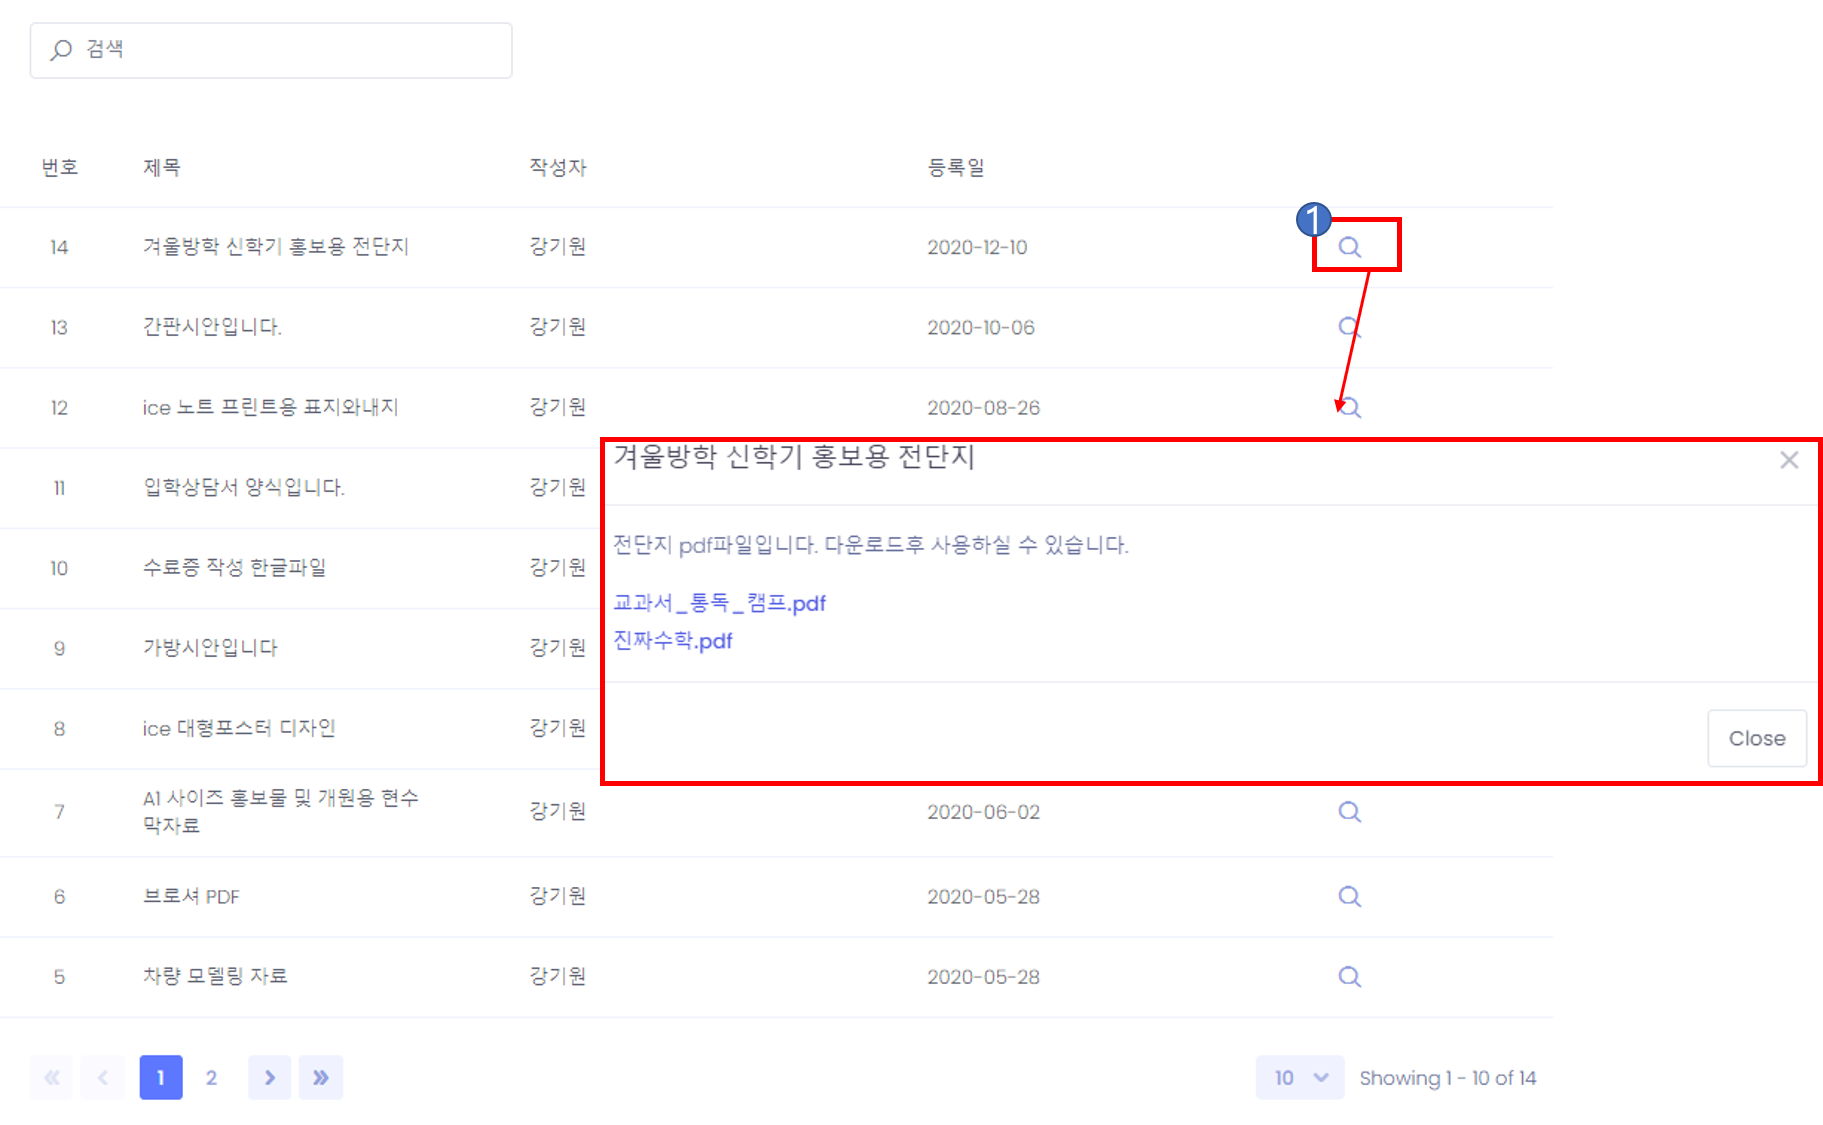 검색
번호 제목 작성자 등록일
1
14 겨울방학 신학기 홍보용 전단지 강기원 2020-12-10
13 간판시안입니다. 강기원 2020-10-06
12 ice 노트 프린트용 표지와내지 강기원 2020-08-26
11 입학상담서 양식입니다. 강기원
10 수료증 작성 한글파일 강기원
9 가방시안입니다 강기원
8 ice 대형포스터 디자인 강기원
겨울방학 신학기 홍보용 전단지
전단지 pdf파일입니다. 다운로드후 사용하실 수 있습니다.
교과서_통독_캠프.pdf
진짜수학.pdf
Close
7 A1 사이즈 홍보물 및 개원용 현수
막자료 강기원 2020-06-02
6 브로셔 PDF 강기원 2020-05-28
5 차량 모델링 자료 강기원 2020-05-28
« ‹ 1 2 › » 10 Showing 1 - 10 of 14